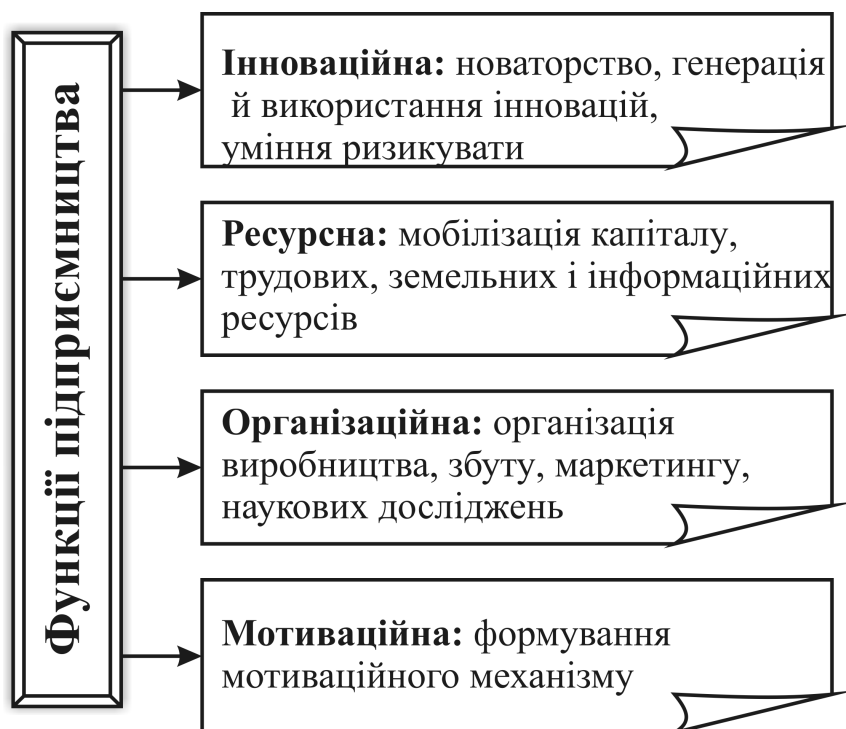 Функції підприємництва
Інноваційна: новаторство, генерація
й використання інновацій,
уміння ризикувати
Ресурсна: мобілізація капіталу,
трудових, земельних і інформаційних
ресурсів
Організаційна: організація
виробництва, збуту, маркетингу,
наукових досліджень
Мотиваційна: формування
мотиваційного механізму